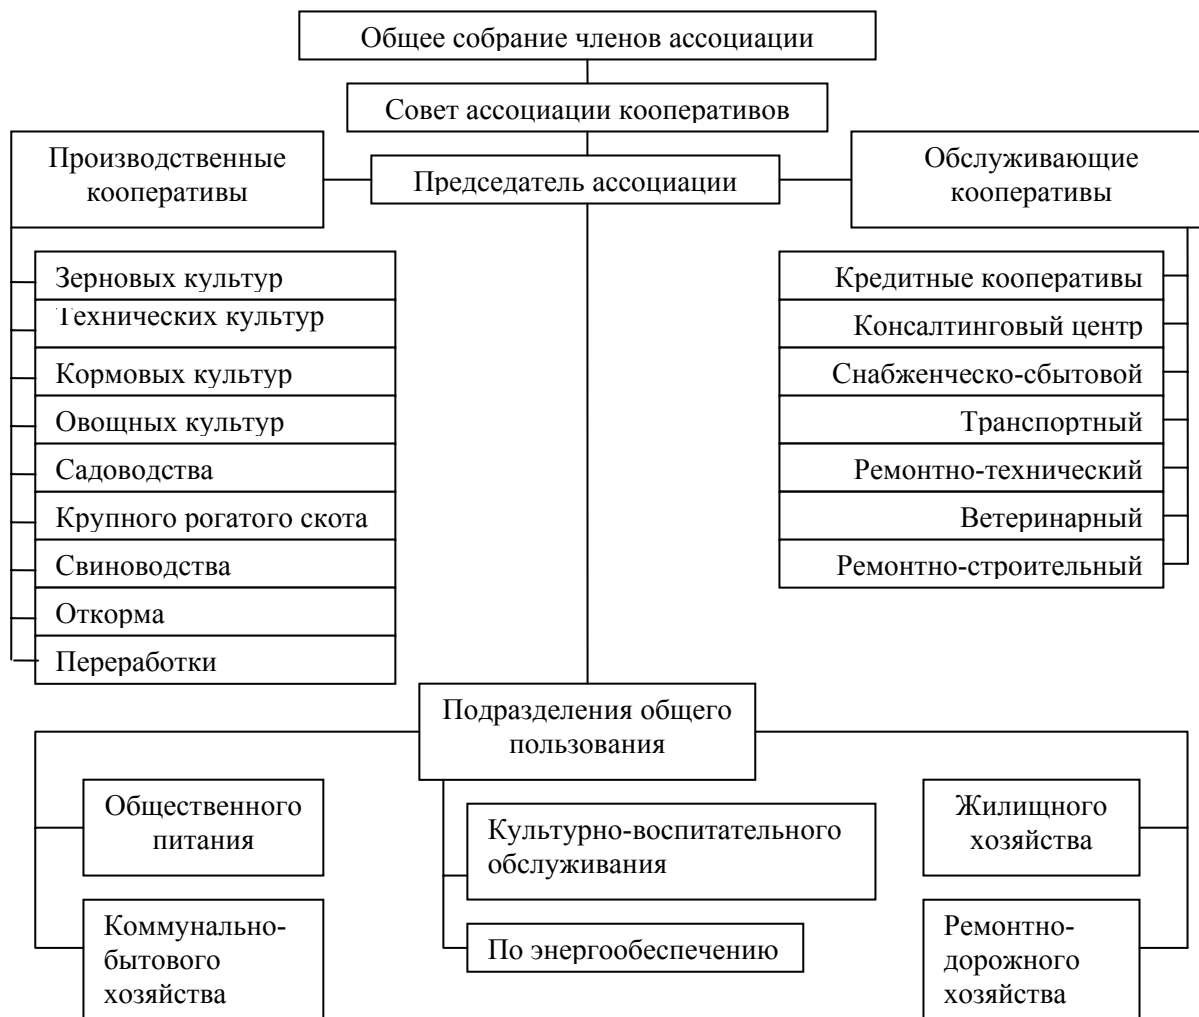 Общее собрание членов ассоциации
Совет ассоциации кооперативов
Производственные
кооперативы
Председатель ассоциации
Обслуживающие
кооперативы
Зерновых культур
Технических культур
Кормовых культур
Овощных культур
Садоводства
Крупного рогатого скота
Свиноводства
Откорма
Переработки
Кредитные кооперативы
Консалтинговый центр
Снабженческо-сбытовой
Транспортный
Ремонтно-технический
Ветеринарный
Ремонтно-строительный
Подразделения общего
пользования
Общественного
питания
Коммунально-
бытового
хозяйства
Культурно-воспитательного
обслуживания
По энергообеспечению
Жилищного
хозяйства
Ремонтно-
дорожного
хозяйства